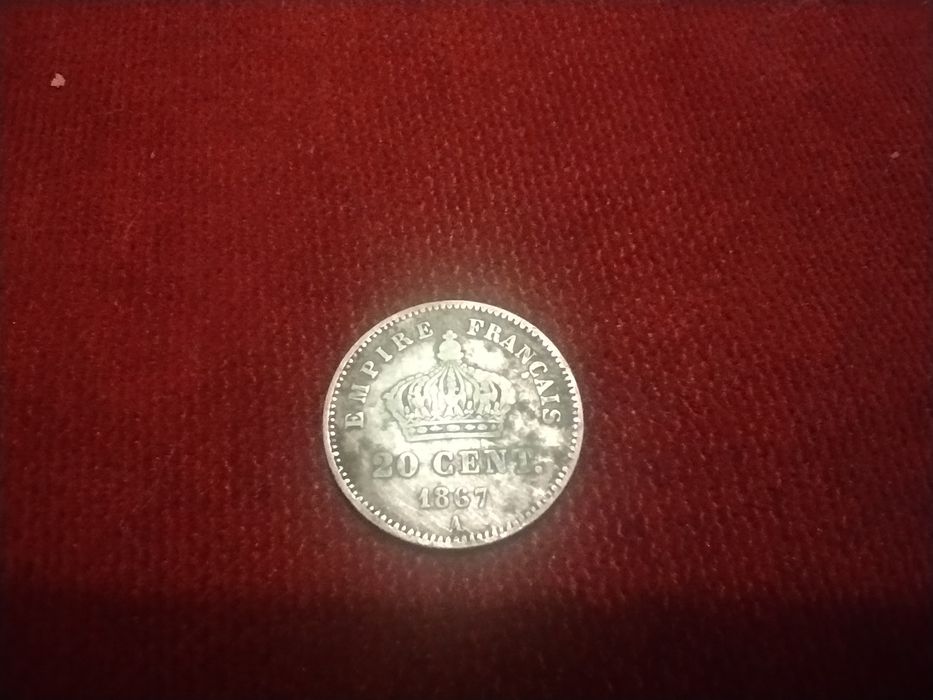 EMPIRE FRANÇAIS
20 CENT.
1867
A